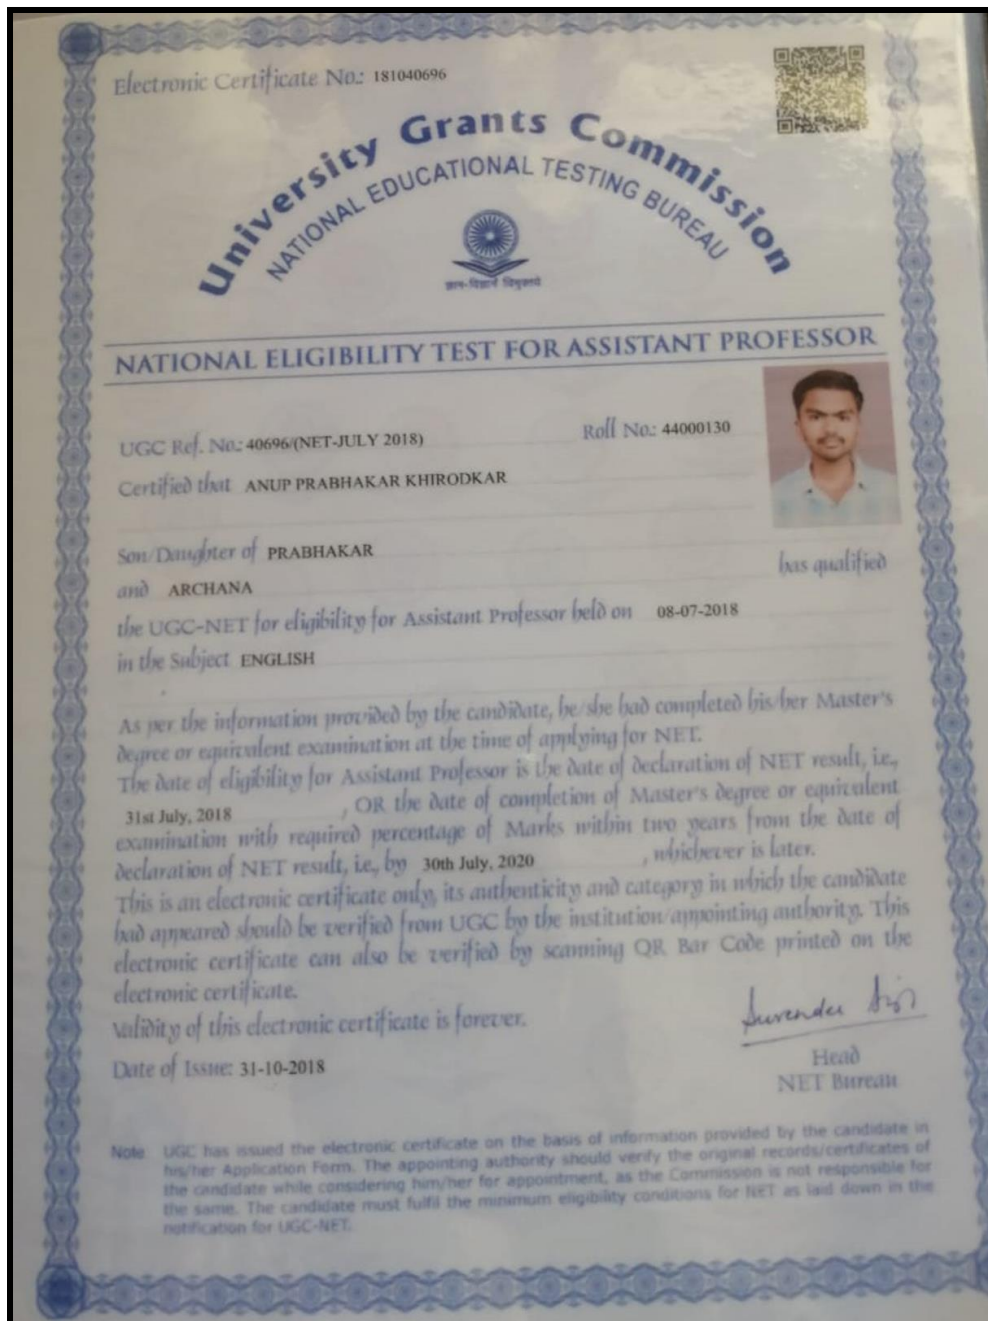 Electronic Certificate No.: 181040696
University Grants Commission
NATIONAL EDUCATIONAL TESTING BUREAU
ज्ञान-विज्ञानं विमुक्तये
NATIONAL ELIGIBILITY TEST FOR ASSISTANT PROFESSOR
UGC Ref. No.: 40696/(NET-JULY 2018) Roll No.: 44000130
Certified that ANUP PRABHAKAR KHIRODKAR
Son/Daughter of PRABHAKAR
and ARCHANA has qualified
the UGC-NET for eligibility for Assistant Professor held on 08-07-2018
in the Subject ENGLISH
As per the information provided by the candidate, he/she had completed his/her Master's
degree or equivalent examination at the time of applying for NET.
The date of eligibility for Assistant Professor is the date of declaration of NET result, i.e.,
31st July, 2018 , OR the date of completion of Master's degree or equivalent
examination with required percentage of Marks within two years from the date of
declaration of NET result, i.e., by 30th July, 2020 , whichever is later.
This is an electronic certificate only, its authenticity and category in which the candidate
had appeared should be verified from UGC by the institution/appointing authority. This
electronic certificate can also be verified by scanning QR Bar Code printed on the
electronic certificate.
Validity of this electronic certificate is forever.
Date of Issue: 31-10-2018
Surender
Head
NET Bureau
Note: UGC has issued the electronic certificate on the basis of information provided by the candidate in
his/her Application Form. The appointing authority should verify the original records/certificates of
the candidate while considering him/her for appointment, as the Commission is not responsible for
the same. The candidate must fulfil the minimum eligibility conditions for NET as laid down in the
notification for UGC-NET.